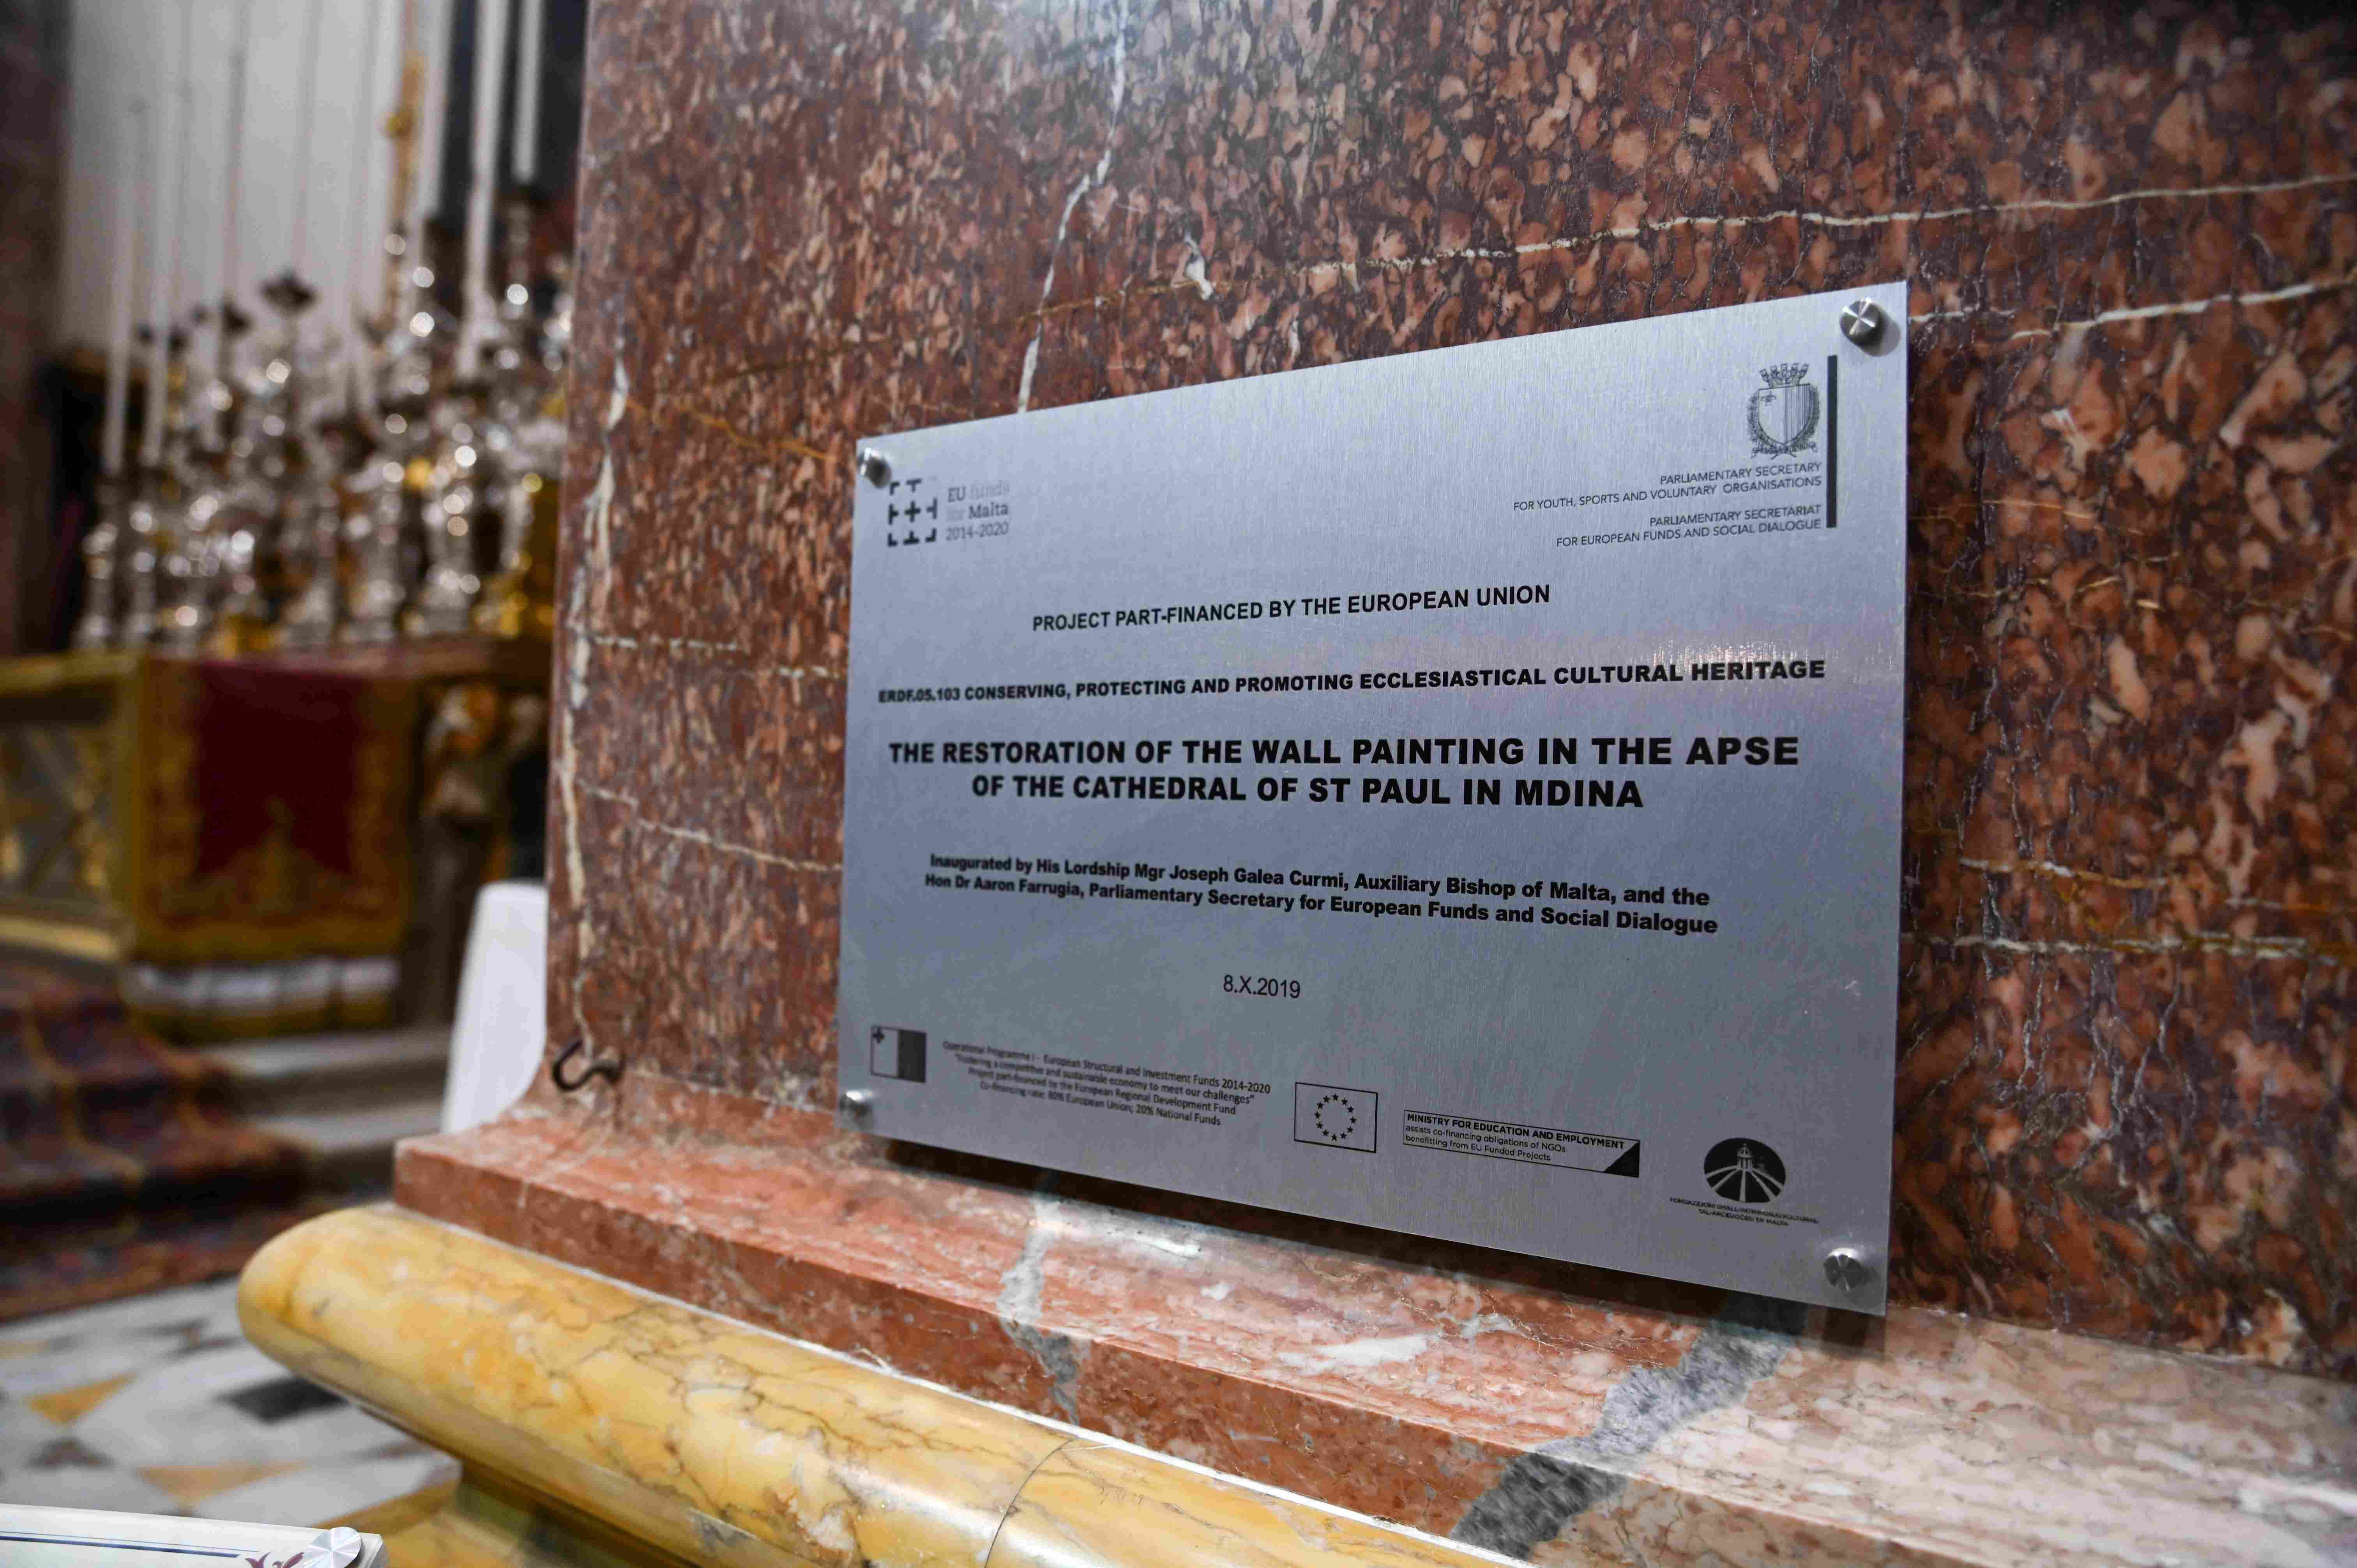 EU funds
for Malta
2014-2020
PARLIAMENTARY SECRETARY
FOR YOUTH, SPORTS AND VOLUNTARY ORGANISATIONS
PARLIAMENTARY SECRETARIAT
FOR EUROPEAN FUNDS AND SOCIAL DIALOGUE
PROJECT PART-FINANCED BY THE EUROPEAN UNION
ERDF.05.103 CONSERVING, PROTECTING AND PROMOTING ECCLESIASTICAL CULTURAL HERITAGE
THE RESTORATION OF THE WALL PAINTING IN THE APSE
OF THE CATHEDRAL OF ST PAUL IN MDINA
Inaugurated by His Lordship Mgr Joseph Galea Curmi, Auxiliary Bishop of Malta, and the
Hon Dr Aaron Farrugia, Parliamentary Secretary for European Funds and Social Dialogue
8.X.2019
Operational Programme I - European Structural and Investment Funds 2014-2020
"Fostering a competitive and sustainable economy to meet our challenges"
Project part-financed by the European Regional Development Fund
Co-financing rate: 80% European Union; 20% National Funds
MINISTRY FOR EDUCATION AND EMPLOYMENT
assists co-financing obligations of NGOs
benefitting from EU Funded Projects
TAL-ARĊIDJOĊESI TA' MALTA